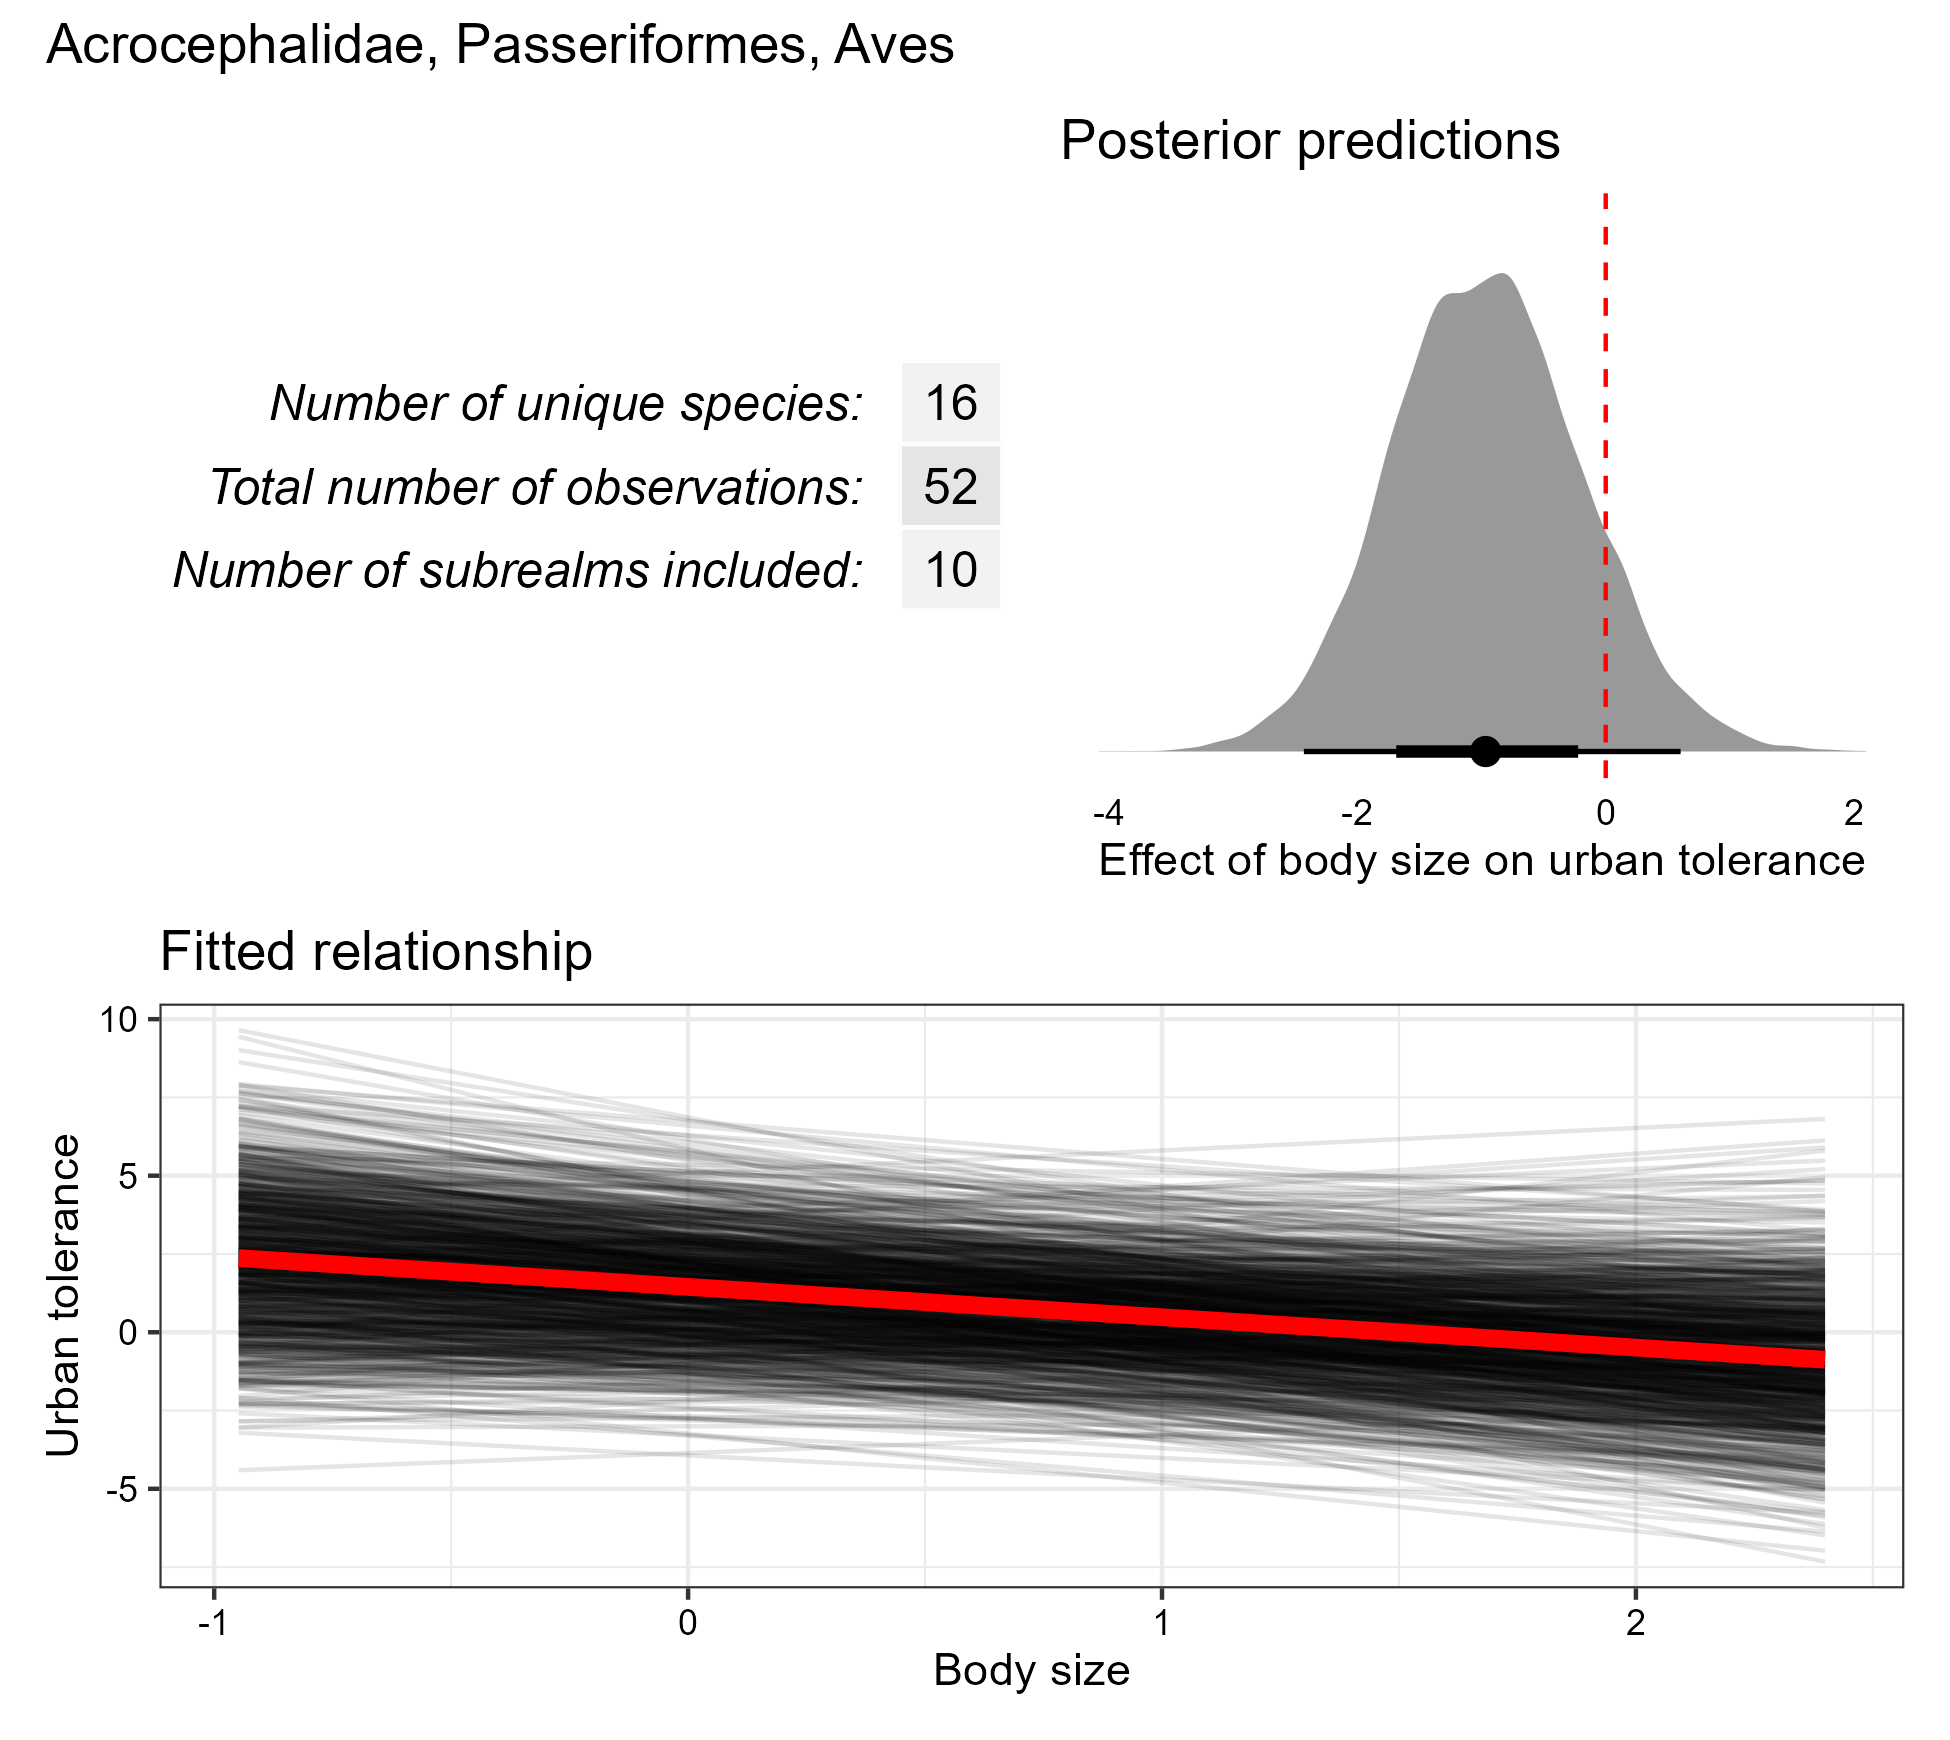 Acrocephalidae, Passeriformes, Aves
Number of unique species: 16
Total number of observations: 52
Number of subrealms included: 10
Posterior predictions
-4 -2 0 2
Effect of body size on urban tolerance
Fitted relationship
10
5
0
-5
Urban tolerance
-1 0 1 2
Body size